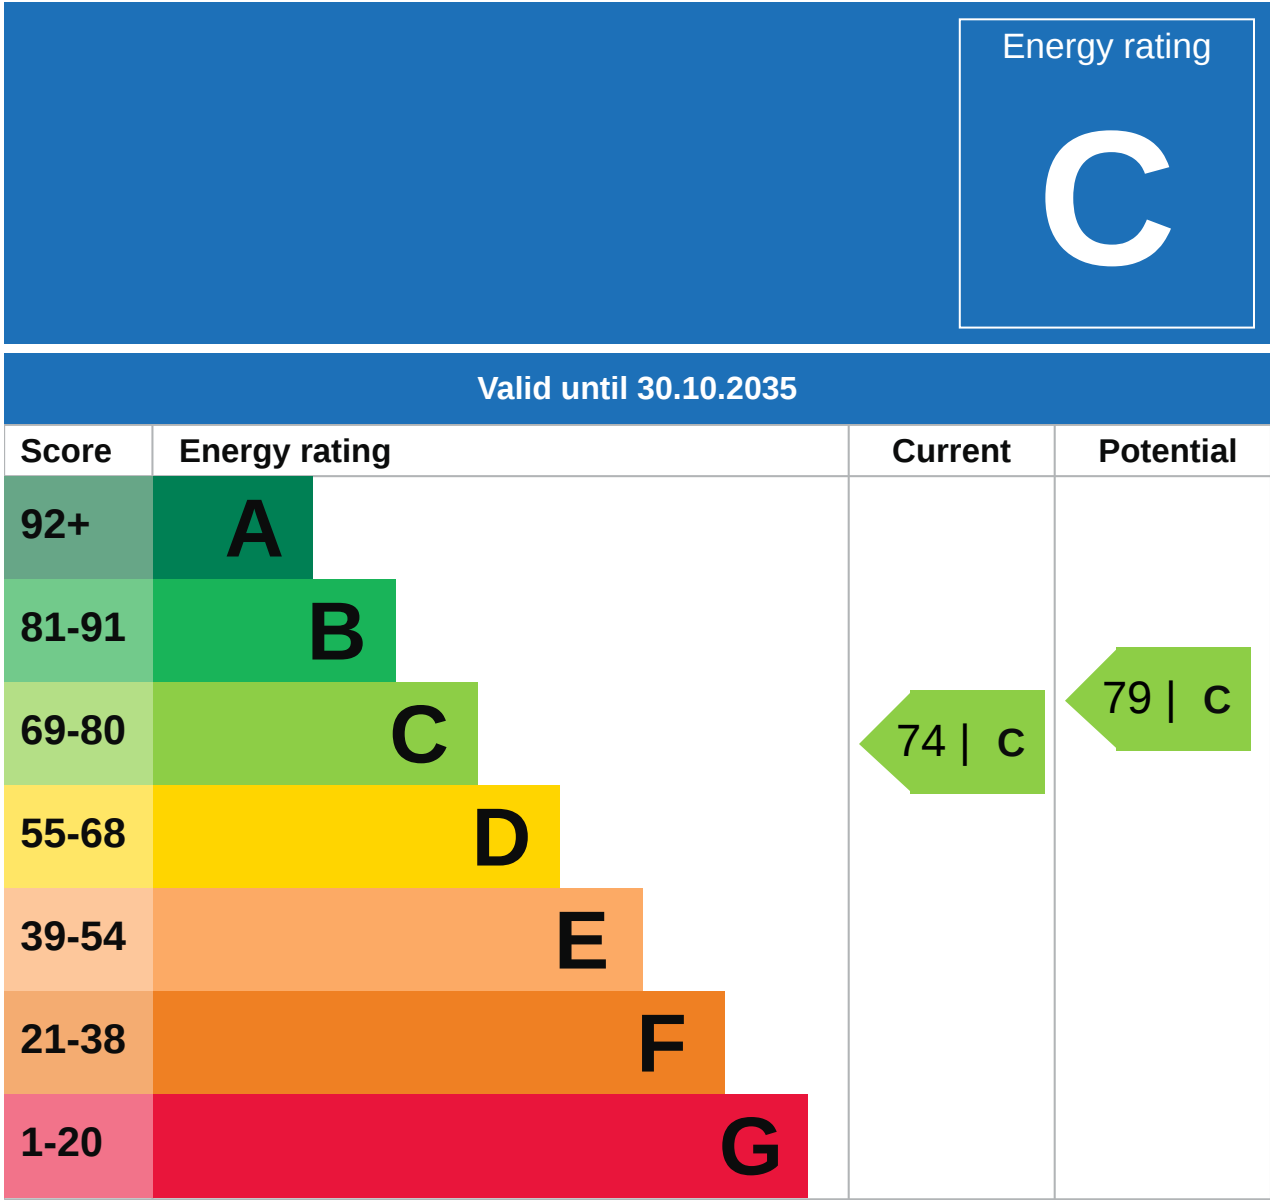 Energy rating
C
Valid until 30.10.2035
Score Energy rating Current Potential
92+ A
81-91 B
79 | C
69-80 C
74 | C
55-68 D
39-54 E
21-38 F
1-20 G